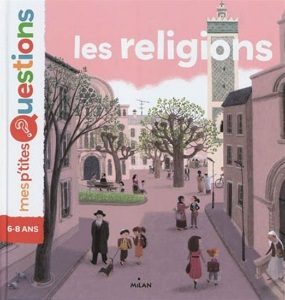 les religions
mes p'tites Questions
6-8 ANS
MILAN